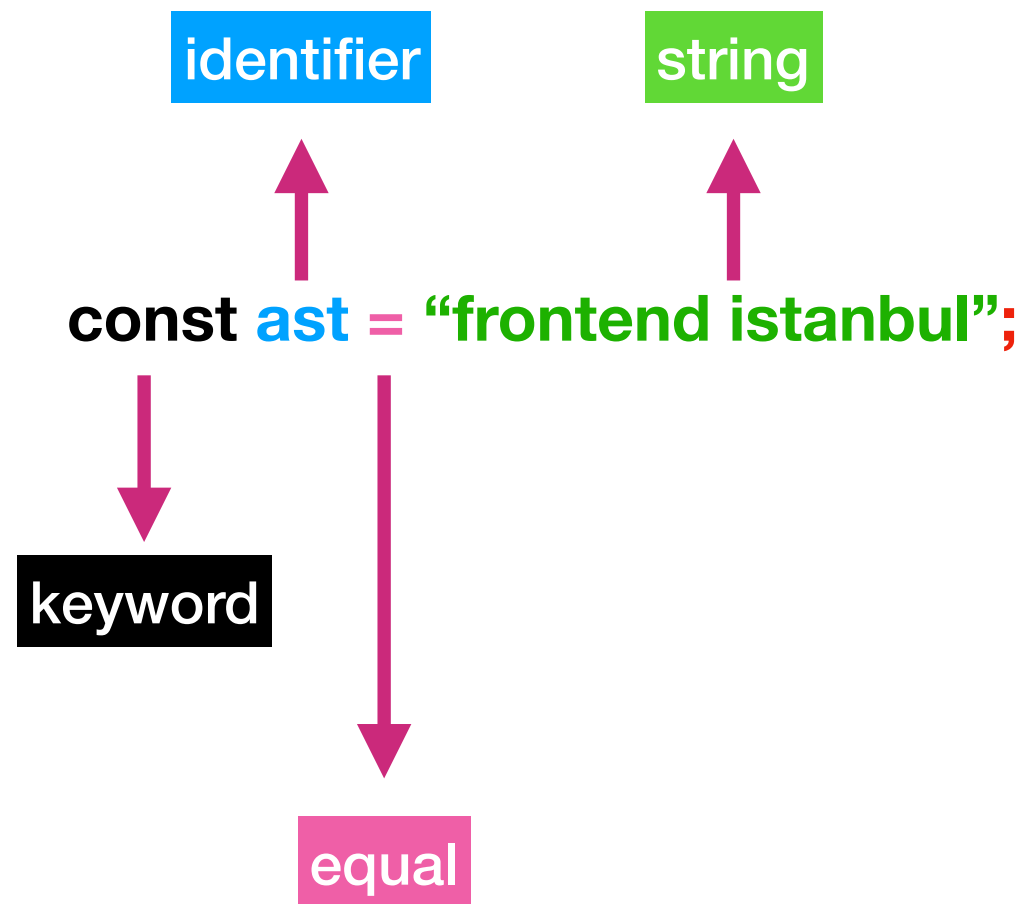 identifier
string
const ast = “frontend istanbul”;
keyword
equal